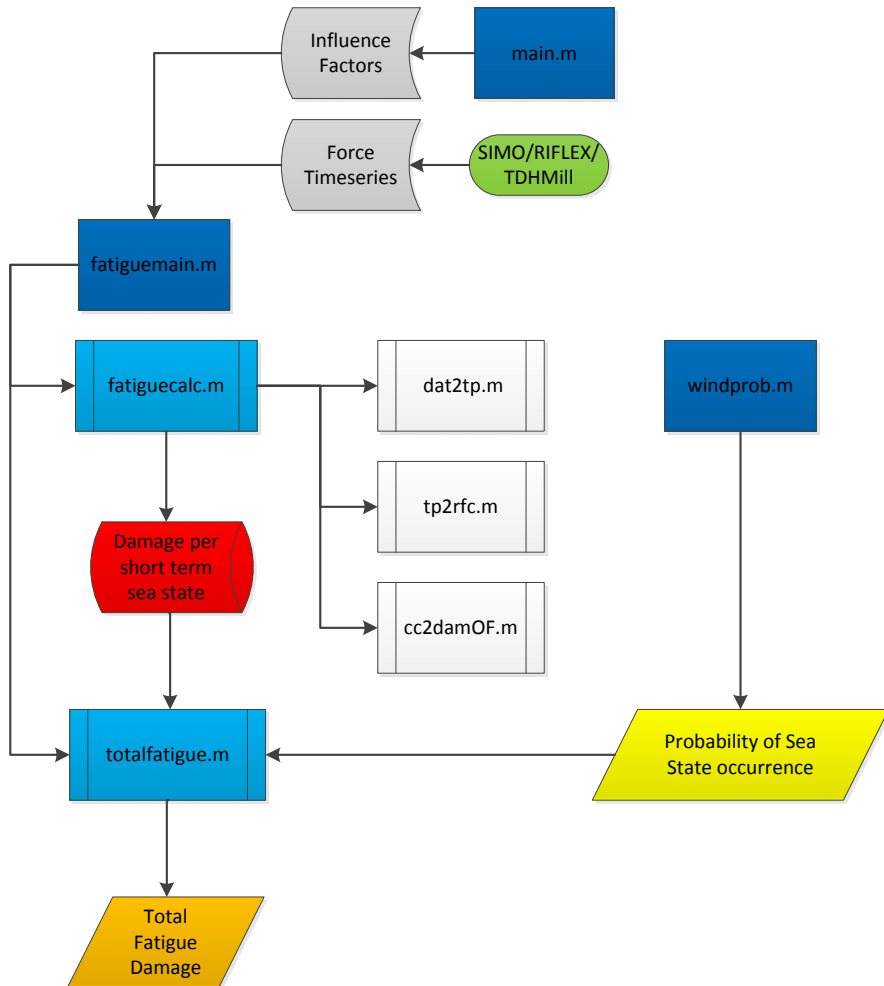 Influence
Factors
main.m
Force
Timeseries
SIMO/RIFLEX/
TDHMill
fatiguemain.m
fatiguecalc.m
dat2tp.m
windprob.m
tp2rfc.m
Damage per
short term
sea state
cc2damOF.m
totalfatigue.m
Probability of Sea
State occurrence
Total
Fatigue
Damage